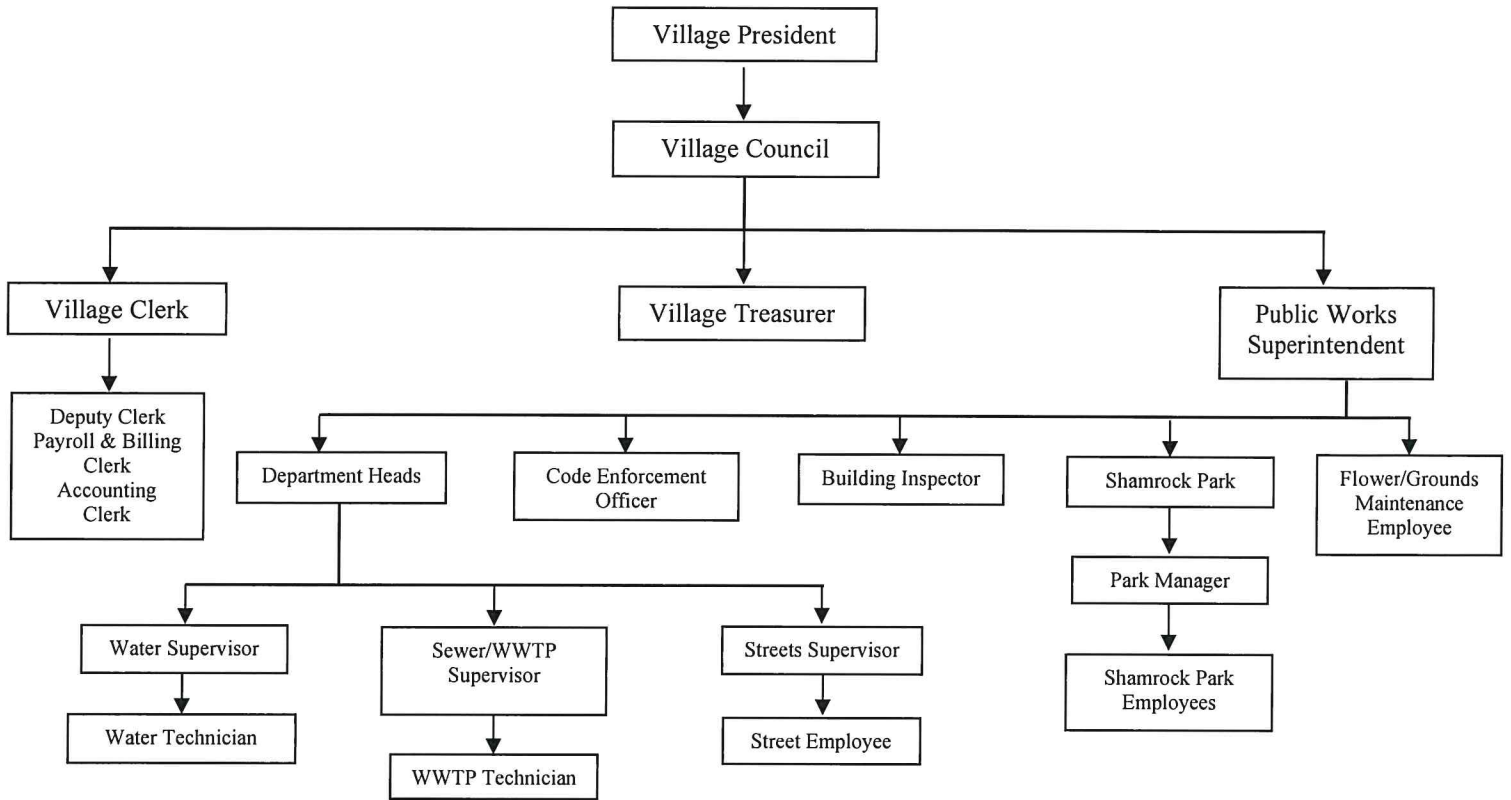 Village President
Village Council
Village Clerk
Village Treasurer
Public Works
Superintendent
Deputy Clerk
Payroll & Billing
Clerk
Accounting
Clerk
Department Heads
Code Enforcement
Officer
Building Inspector
Shamrock Park
Flower/Grounds
Maintenance
Employee
Park Manager
Shamrock Park
Employees
Water Supervisor
Sewer/WWTP
Supervisor
Streets Supervisor
Water Technician
WWTP Technician
Street Employee